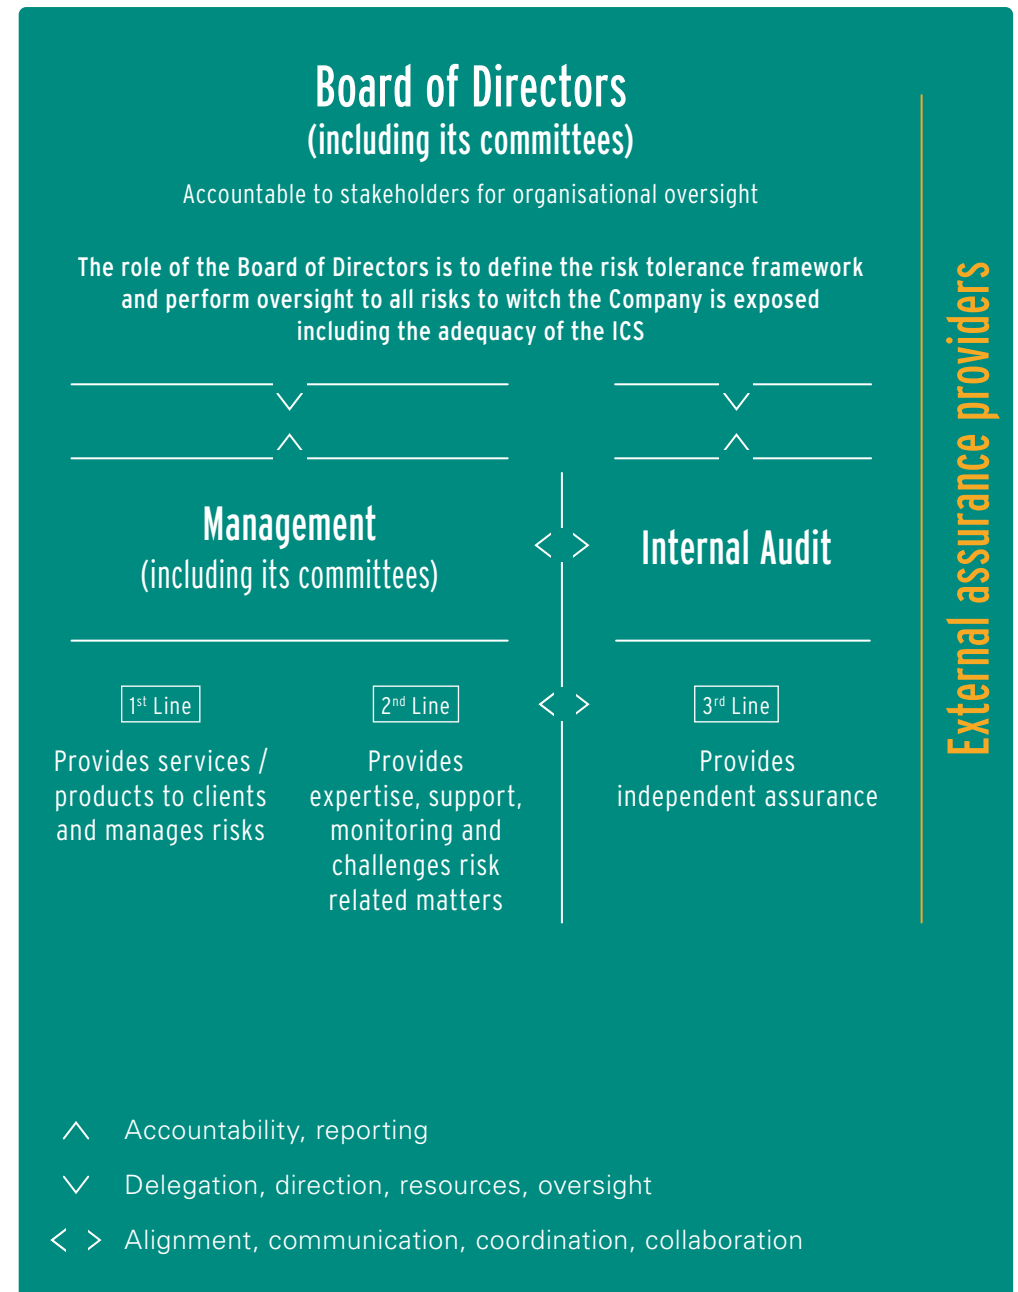 Board of Directors
(including its committees)
Accountable to stakeholders for organisational oversight
The role of the Board of Directors is to define the risk tolerance framework
and perform oversight to all risks to witch the Company is exposed
including the adequacy of the ICS
Management
(including its committees)
Internal Audit
1st Line
Provides services /
products to clients
and manages risks
2nd Line
Provides
expertise, support,
monitoring and
challenges risk
related matters
3rd Line
Provides
independent assurance
External assurance providers
Accountability, reporting
Delegation, direction, resources, oversight
Alignment, communication, coordination, collaboration